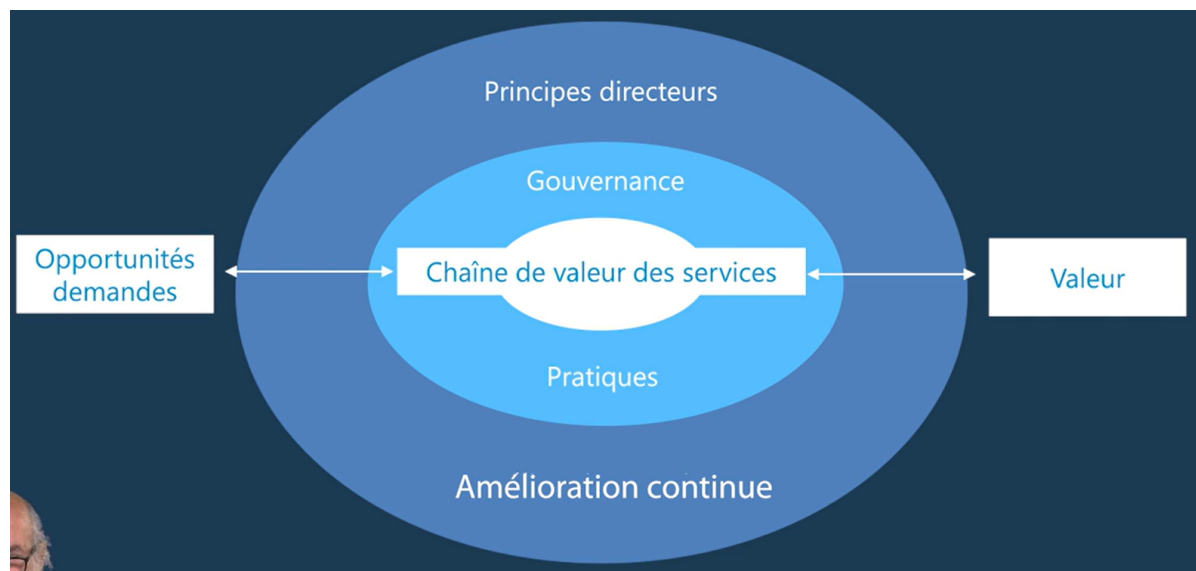 Principes directeurs
Gouvernance
Opportunités
demandes
Chaîne de valeur des services
Valeur
Pratiques
Amélioration continue